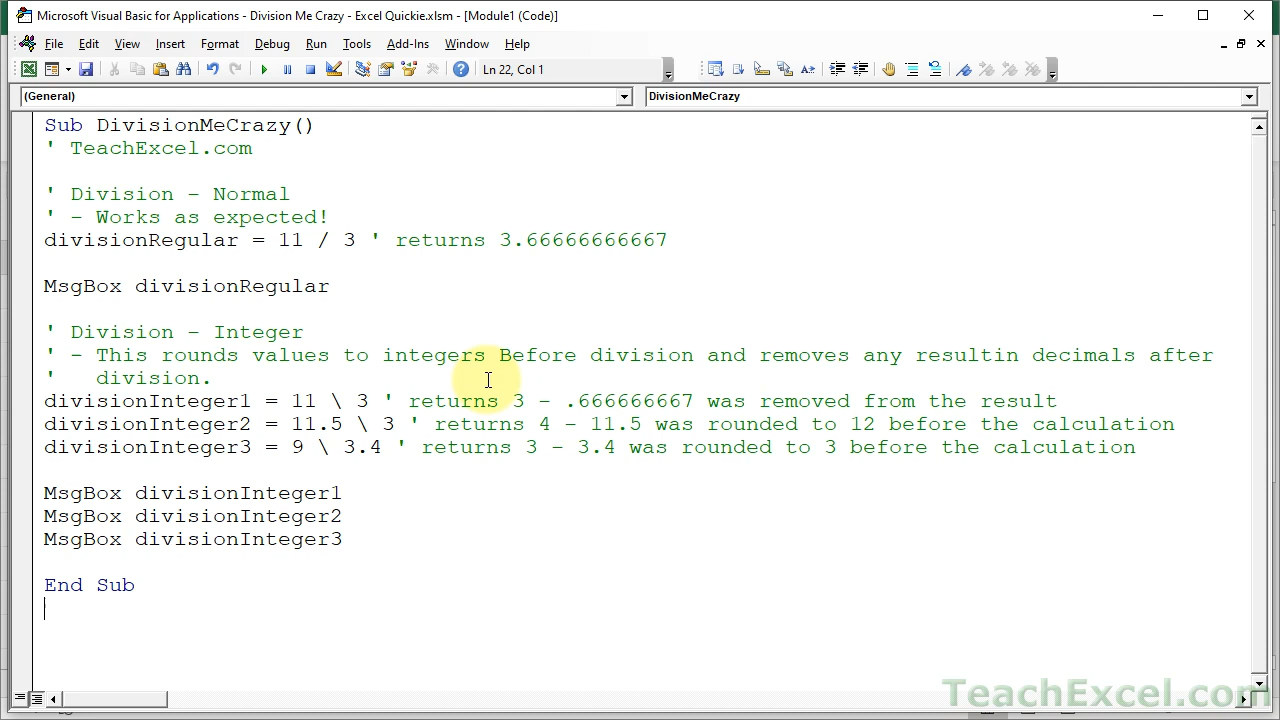 Microsoft Visual Basic for Applications - Division Me Crazy - Excel Quickie.xlsm - [Module1 (Code)]
File Edit View Insert Format Debug Run Tools Add-Ins Window Help
Ln 22, Col 1
(General) DivisionMeCrazy
Sub DivisionMeCrazy()
' TeachExcel.com
' Division - Normal
' - Works as expected!
divisionRegular = 11 / 3 ' returns 3.66666666667
MsgBox divisionRegular
' Division - Integer
' - This rounds values to integers Before division and removes any resultin decimals after
'   division.
divisionInteger1 = 11 \ 3 ' returns 3 - .666666667 was removed from the result
divisionInteger2 = 11.5 \ 3 ' returns 4 - 11.5 was rounded to 12 before the calculation
divisionInteger3 = 9 \ 3.4 ' returns 3 - 3.4 was rounded to 3 before the calculation
MsgBox divisionInteger1
MsgBox divisionInteger2
MsgBox divisionInteger3
End Sub
TeachExcel.com